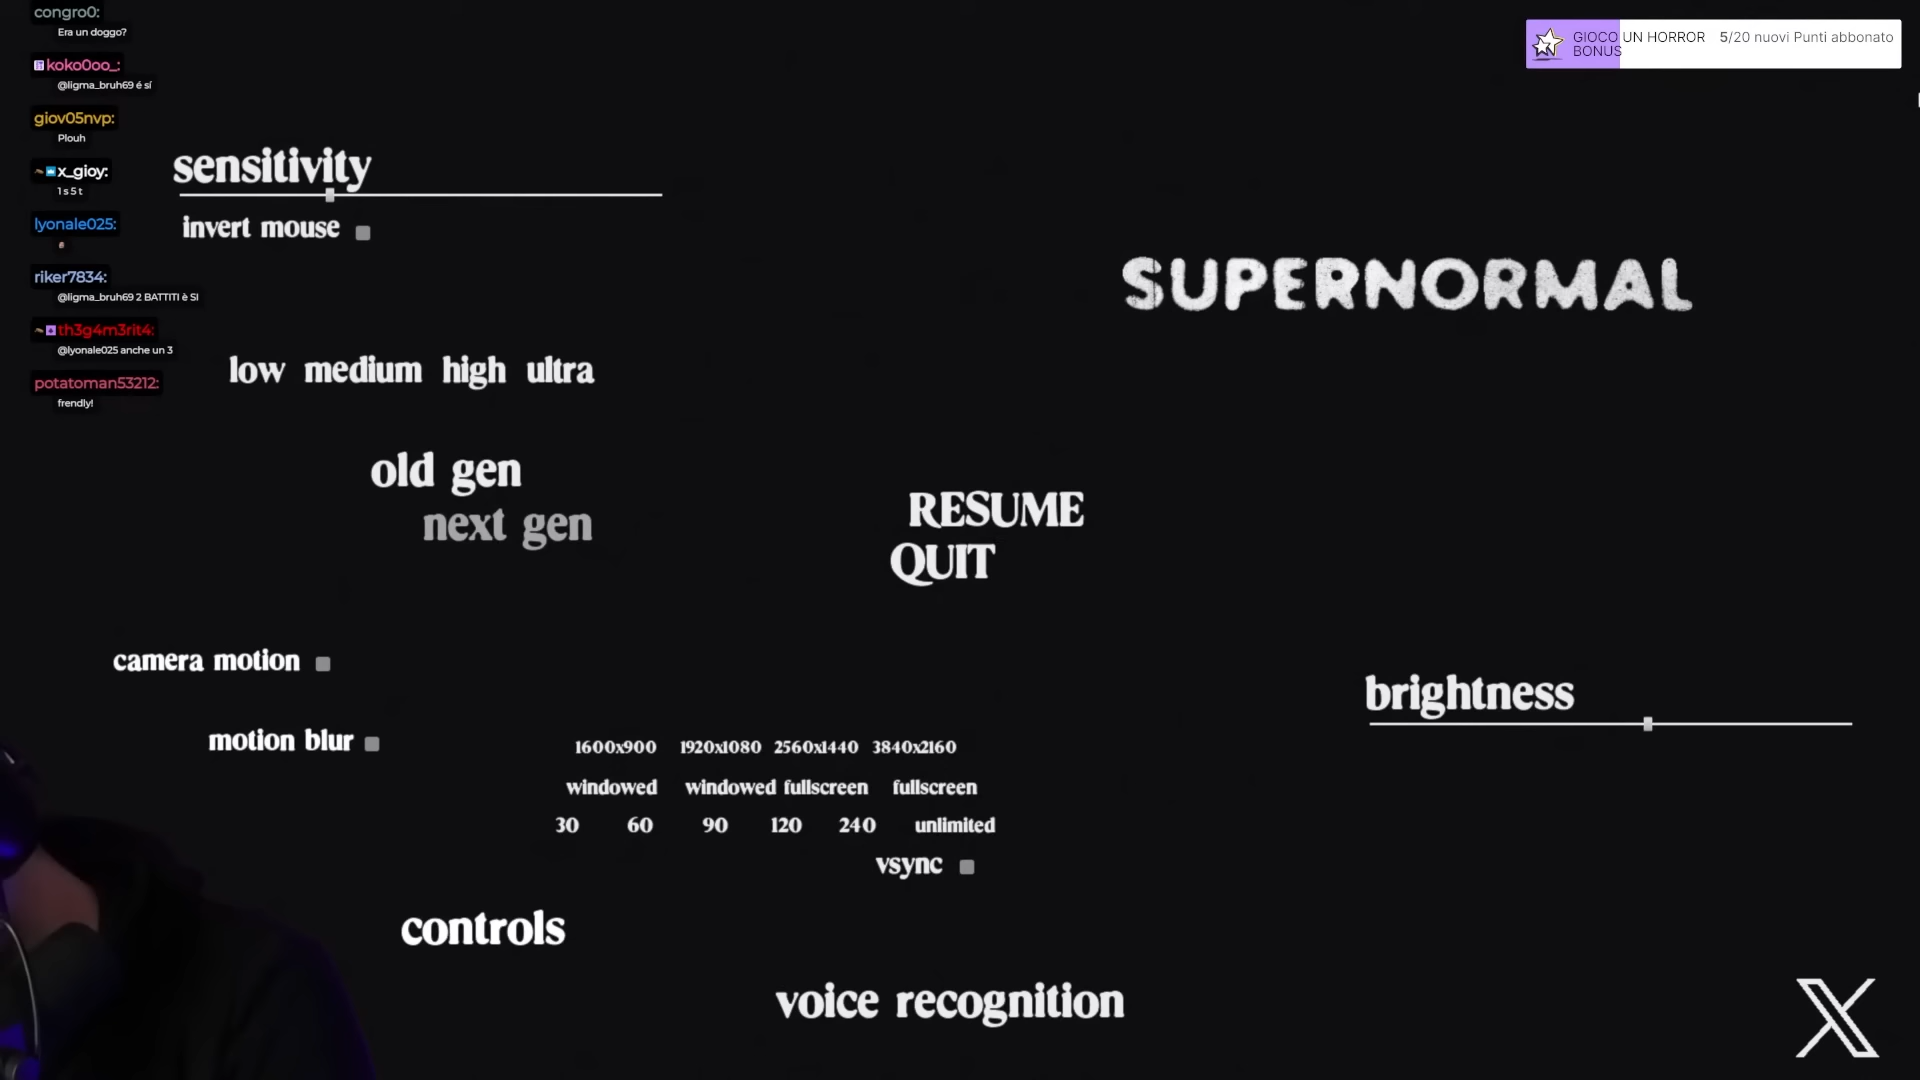 congro0:
Era un doggo?
koko0oo_:
@ligma_bruh69 é sí
giov05nvp:
Plouh
x_gioy:
1 s 5 t
lyonale025:
riker7834:
@ligma_bruh69 2 BATTITI è SI
th3g4m3rit4:
@lyonale025 anche un 3
potatoman53212:
frendly!
GIOCO UN HORROR 5/20 nuovi Punti abbonato
BONUS
sensitivity
invert mouse
SUPERNORMAL
low medium high ultra
old gen
next gen
RESUME
QUIT
camera motion
motion blur
brightness
1600x900 1920x1080 2560x1440 3840x2160
windowed windowed fullscreen fullscreen
30 60 90 120 240 unlimited
vsync
controls
voice recognition